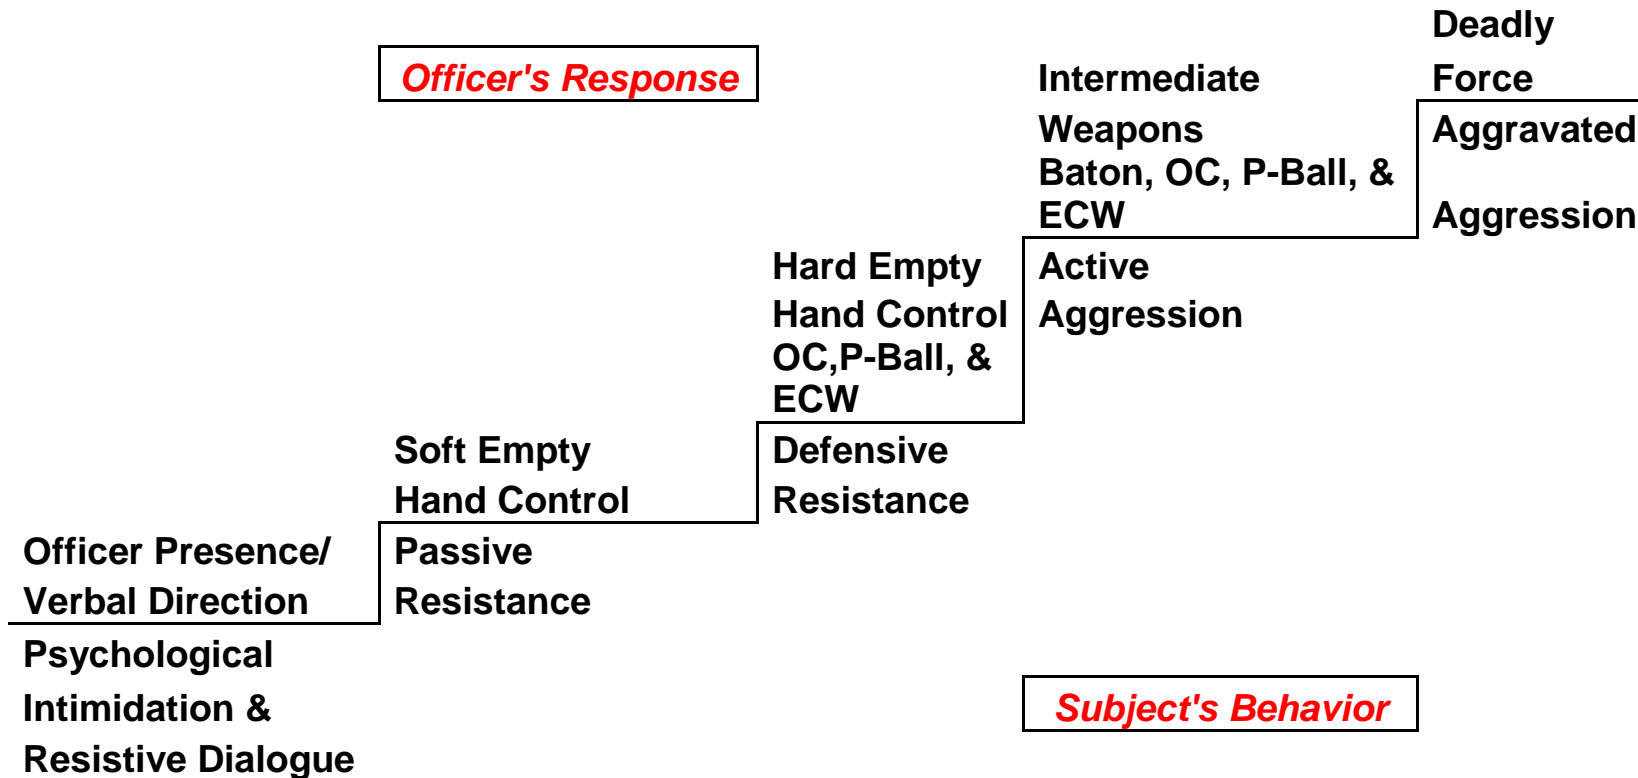 Officer's Response
Deadly
Force
Intermediate
Weapons
Baton, OC, P-Ball, &
ECW
Aggravated
Aggression
Hard Empty
Hand Control
OC,P-Ball, &
ECW
Active
Aggression
Soft Empty
Hand Control
Defensive
Resistance
Officer Presence/
Verbal Direction
Passive
Resistance
Psychological
Intimidation &
Resistive Dialogue
Subject's Behavior